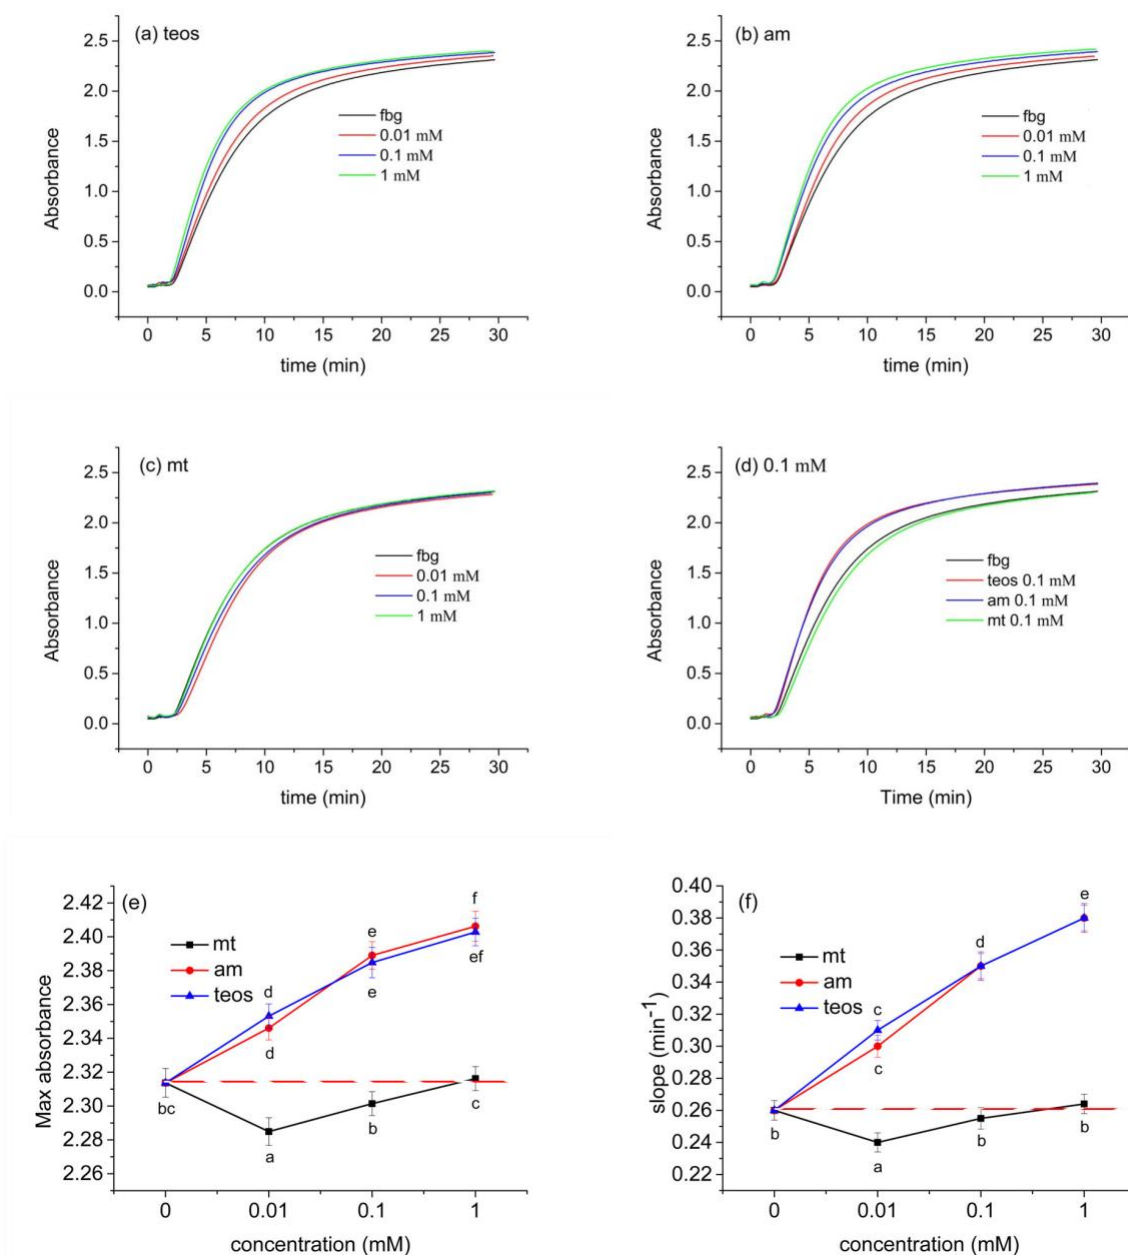 (a) teos
Absorbance
2.5
2.0
1.5
1.0
0.5
0.0
fbg
0.01 mM
0.1 mM
1 mM
0 5 10 15 20 25 30
time (min)
(b) am
Absorbance
2.5
2.0
1.5
1.0
0.5
0.0
fbg
0.01 mM
0.1 mM
1 mM
0 5 10 15 20 25 30
time (min)
(c) mt
Absorbance
2.5
2.0
1.5
1.0
0.5
0.0
fbg
0.01 mM
0.1 mM
1 mM
0 5 10 15 20 25 30
time (min)
(d) 0.1 mM
Absorbance
2.5
2.0
1.5
1.0
0.5
0.0
fbg
teos 0.1 mM
am 0.1 mM
mt 0.1 mM
0 5 10 15 20 25 30
Time (min)
(e)
Max absorbance
2.42
2.40
2.38
2.36
2.34
2.32
2.30
2.28
2.26
mt
am
teos
bc
d
d
a
e
e
b
f
ef
c
0 0.01 0.1 1
concentration (mM)
(f)
slope (min⁻¹)
0.40
0.38
0.36
0.34
0.32
0.30
0.28
0.26
0.24
0.22
mt
am
teos
b
c
c
a
d
b
e
b
0 0.01 0.1 1
concentration (mM)